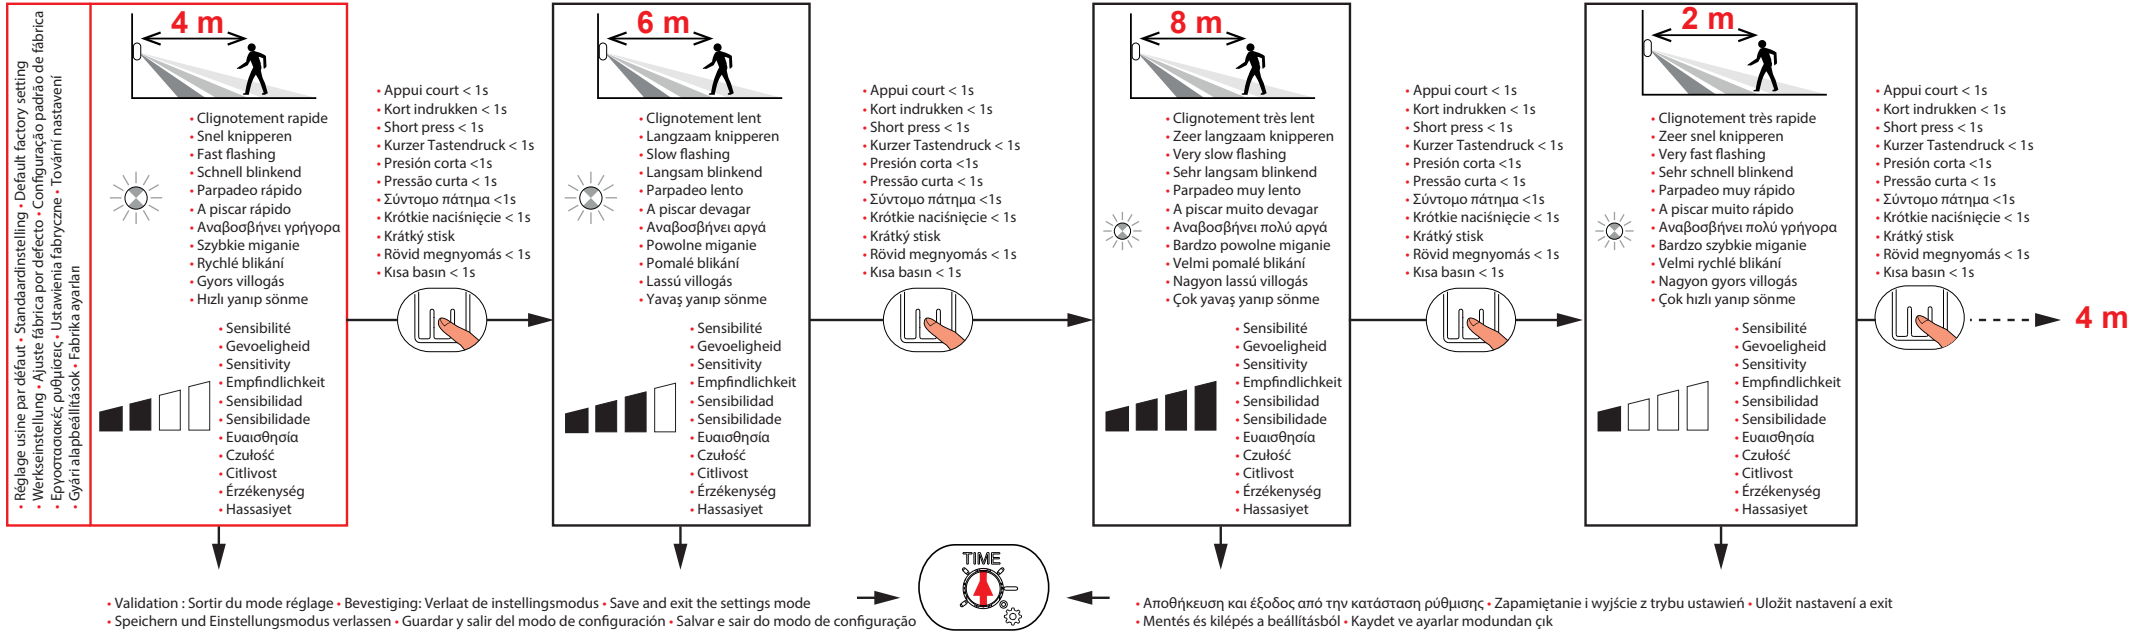 • Réglage usine par défaut • Standaardinstelling • Default factory setting
• Werkseinstellung • Ajuste fábrica por defecto • Configuração padrão de fábrica
• Εργοστασιακές ρυθμίσεις • Ustawienia fabryczne • Tovární nastavení
• Gyári alapbeállítások • Fabrika ayarları
4 m
• Clignotement rapide
• Snel knipperen
• Fast flashing
• Schnell blinkend
• Parpadeo rápido
• A piscar rápido
• Αναβοσβήνει γρήγορα
• Szybkie miganie
• Rychlé blikání
• Gyors villogás
• Hızlı yanıp sönme
• Sensibilité
• Gevoeligheid
• Sensitivity
• Empfindlichkeit
• Sensibilidad
• Sensibilidade
• Ευαισθησία
• Czułość
• Citlivost
• Érzékenység
• Hassasiyet
• Appui court < 1s
• Kort indrukken < 1s
• Short press < 1s
• Kurzer Tastendruck < 1s
• Presión corta <1s
• Pressão curta < 1s
• Σύντομο πάτημα <1s
• Krótkie naciśnięcie < 1s
• Krátký stisk
• Rövid megnyomás < 1s
• Kısa basın < 1s
6 m
• Clignotement lent
• Langzaam knipperen
• Slow flashing
• Langsam blinkend
• Parpadeo lento
• A piscar devagar
• Αναβοσβήνει αργά
• Powolne miganie
• Pomalé blikání
• Lassú villogás
• Yavaş yanıp sönme
• Sensibilité
• Gevoeligheid
• Sensitivity
• Empfindlichkeit
• Sensibilidad
• Sensibilidade
• Ευαισθησία
• Czułość
• Citlivost
• Érzékenység
• Hassasiyet
• Appui court < 1s
• Kort indrukken < 1s
• Short press < 1s
• Kurzer Tastendruck < 1s
• Presión corta <1s
• Pressão curta < 1s
• Σύντομο πάτημα <1s
• Krótkie naciśnięcie < 1s
• Krátký stisk
• Rövid megnyomás < 1s
• Kısa basın < 1s
8 m
• Clignotement très lent
• Zeer langzaam knipperen
• Very slow flashing
• Sehr langsam blinkend
• Parpadeo muy lento
• A piscar muito devagar
• Αναβοσβήνει πολύ αργά
• Bardzo powolne miganie
• Velmi pomalé blikání
• Nagyon lassú villogás
• Çok yavaş yanıp sönme
• Sensibilité
• Gevoeligheid
• Sensitivity
• Empfindlichkeit
• Sensibilidad
• Sensibilidade
• Ευαισθησία
• Czułość
• Citlivost
• Érzékenység
• Hassasiyet
• Appui court < 1s
• Kort indrukken < 1s
• Short press < 1s
• Kurzer Tastendruck < 1s
• Presión corta <1s
• Pressão curta < 1s
• Σύντομο πάτημα <1s
• Krótkie naciśnięcie < 1s
• Krátký stisk
• Rövid megnyomás < 1s
• Kısa basın < 1s
2 m
• Clignotement très rapide
• Zeer snel knipperen
• Very fast flashing
• Sehr schnell blinkend
• Parpadeo muy rápido
• A piscar muito rápido
• Αναβοσβήνει πολύ γρήγορα
• Bardzo szybkie miganie
• Velmi rychlé blikání
• Nagyon gyors villogás
• Çok hızlı yanıp sönme
• Sensibilité
• Gevoeligheid
• Sensitivity
• Empfindlichkeit
• Sensibilidad
• Sensibilidade
• Ευαισθησία
• Czułość
• Citlivost
• Érzékenység
• Hassasiyet
• Appui court < 1s
• Kort indrukken < 1s
• Short press < 1s
• Kurzer Tastendruck < 1s
• Presión corta <1s
• Pressão curta < 1s
• Σύντομο πάτημα <1s
• Krótkie naciśnięcie < 1s
• Krátký stisk
• Rövid megnyomás < 1s
• Kısa basın < 1s
4 m
• Validation : Sortir du mode réglage • Bevestiging: Verlaat de instellingsmodus • Save and exit the settings mode
• Speichern und Einstellungsmodus verlassen • Guardar y salir del modo de configuración • Salvar e sair do modo de configuração
TIME
• Αποθήκευση και έξοδος από την κατάσταση ρύθμισης • Zapamiętanie i wyjście z trybu ustawień • Uložit nastavení a exit
• Mentés és kilépés a beállításból • Kaydet ve ayarlar modundan çık